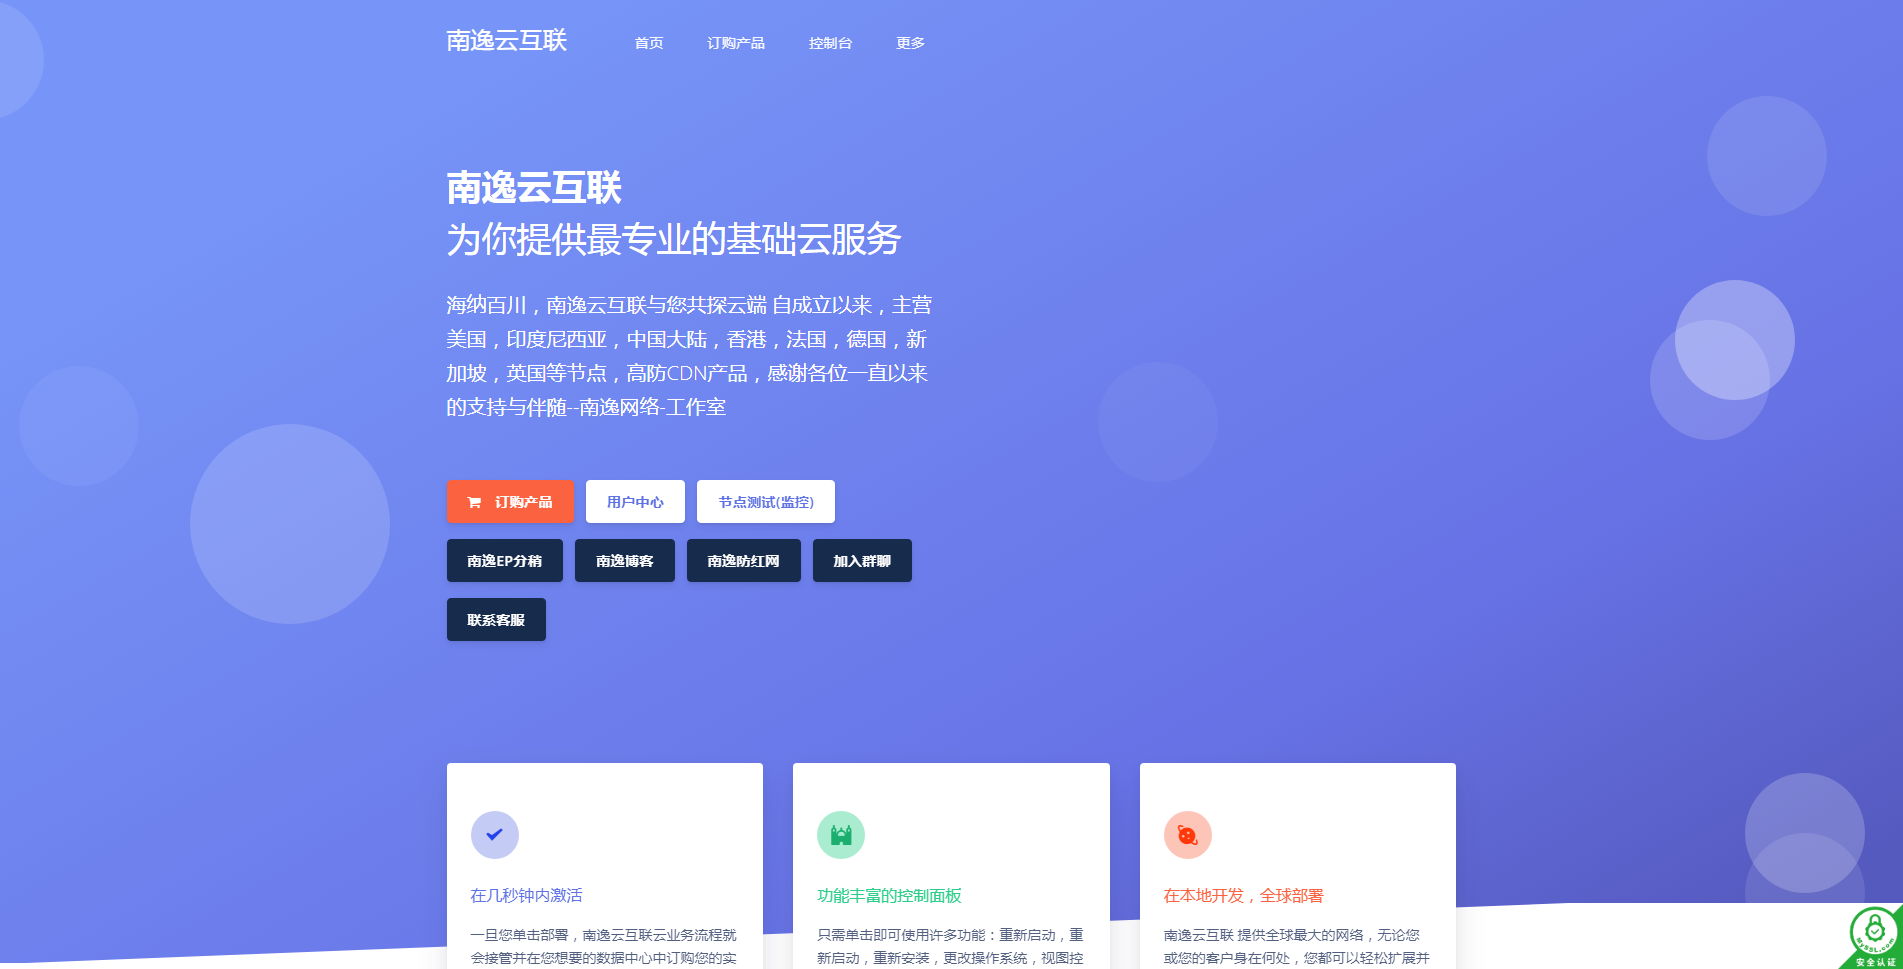 南逸云互联
首页 订购产品 控制台 更多
南逸云互联
为你提供最专业的基础云服务
海纳百川，南逸云互联与您共探云端 自成立以来，主营
美国，印度尼西亚，中国大陆，香港，法国，德国，新
加坡，英国等节点，高防CDN产品，感谢各位一直以来
的支持与伴随--南逸网络-工作室
订购产品 用户中心 节点测试(监控)
南逸EP分稍 南逸博客 南逸防红网 加入群聊
联系客服
在几秒钟内激活
一旦您单击部署，南逸云互联云业务流程就
会接管并在您想要的数据中心中订购您的实
功能丰富的控制面板
只需单击即可使用许多功能：重新启动，重
新启动，重新安装，更改操作系统，视图控
在本地开发，全球部署
南逸云互联 提供全球最大的网络，无论您
或您的客户身在何处，您都可以轻松扩展并
MySSL.com
安全认证